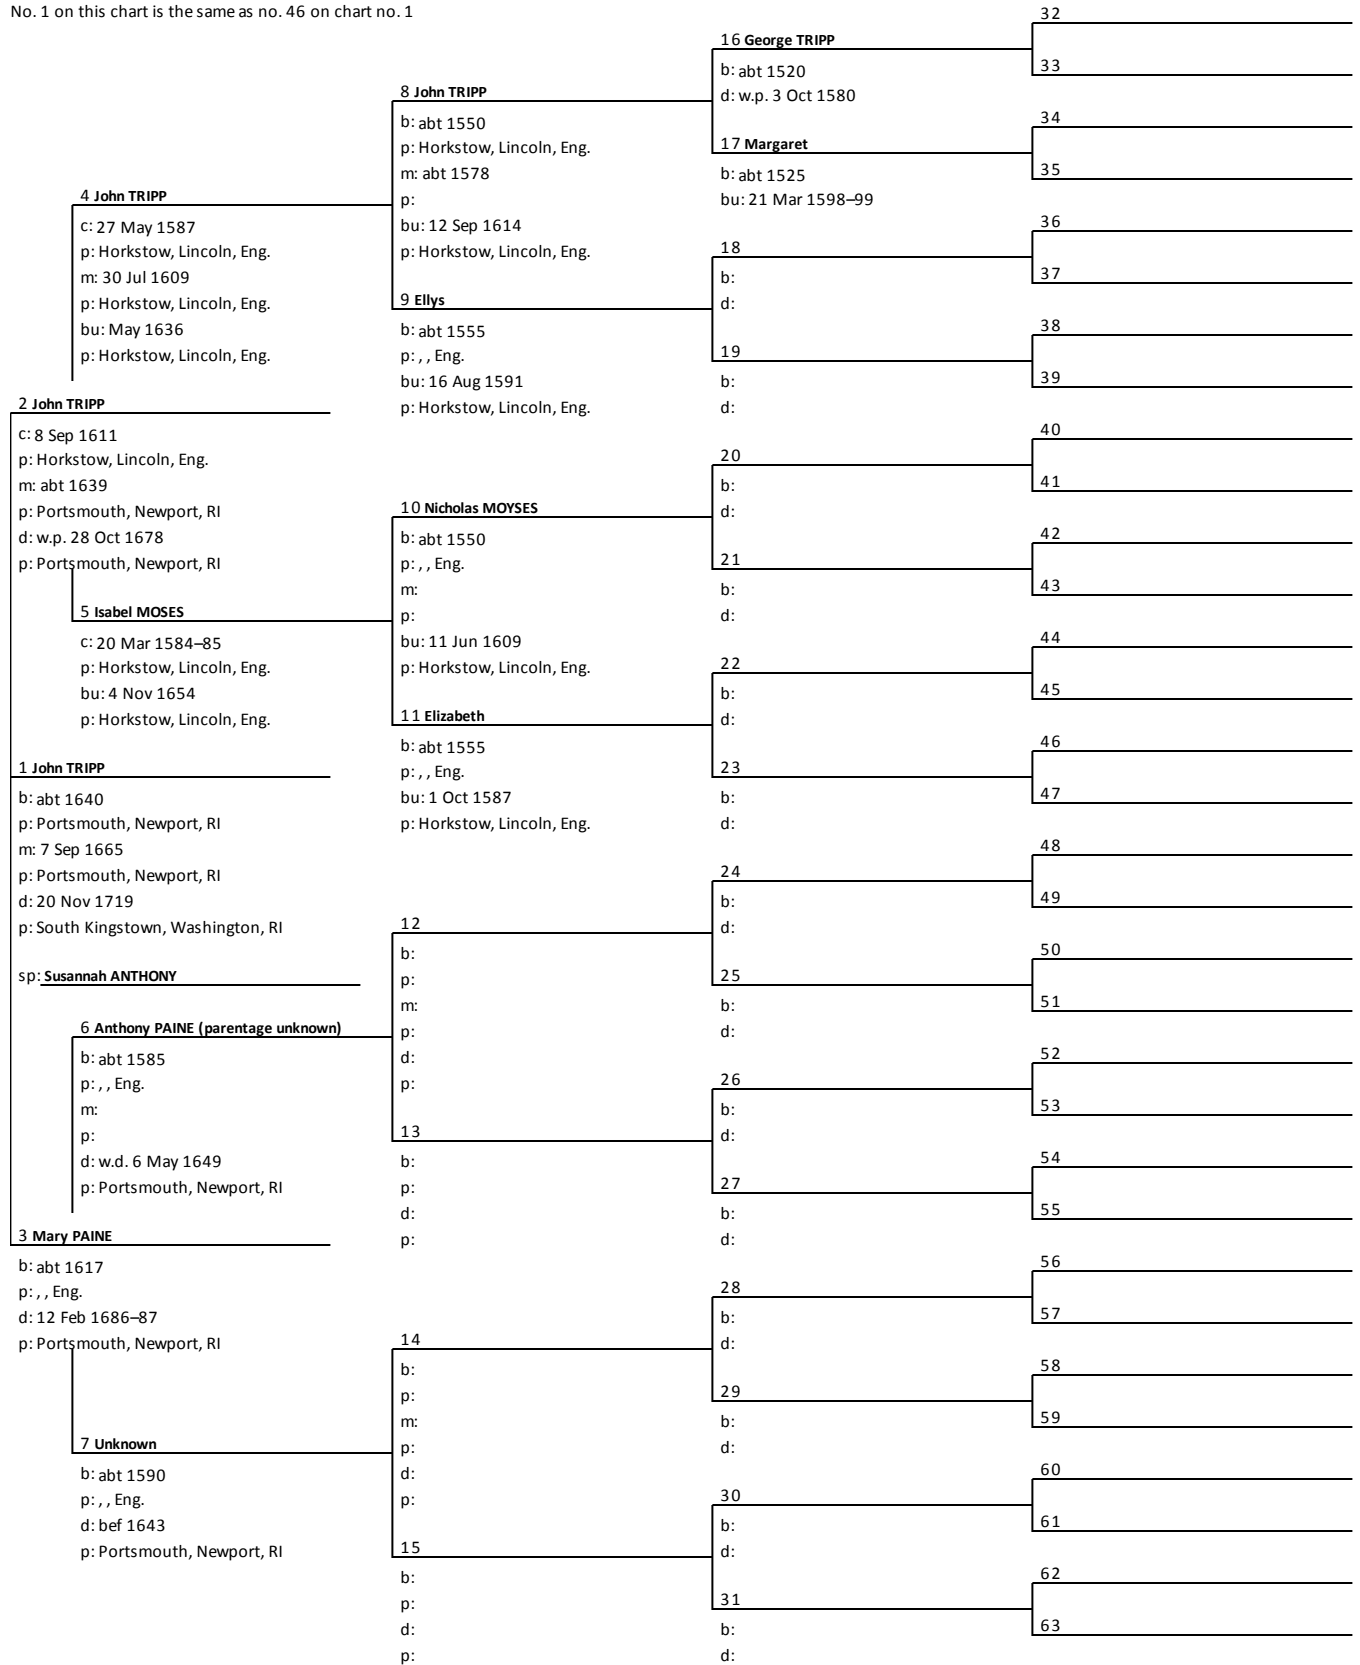 No. 1 on this chart is the same as no. 46 on chart no. 1
4 John TRIPP
c: 27 May 1587
p: Horkstow, Lincoln, Eng.
m: 30 Jul 1609
p: Horkstow, Lincoln, Eng.
bu: May 1636
p: Horkstow, Lincoln, Eng.
2 John TRIPP
c: 8 Sep 1611
p: Horkstow, Lincoln, Eng.
m: abt 1639
p: Portsmouth, Newport, RI
d: w.p. 28 Oct 1678
p: Portsmouth, Newport, RI
5 Isabel MOSES
c: 20 Mar 1584–85
p: Horkstow, Lincoln, Eng.
bu: 4 Nov 1654
p: Horkstow, Lincoln, Eng.
1 John TRIPP
b: abt 1640
p: Portsmouth, Newport, RI
m: 7 Sep 1665
p: Portsmouth, Newport, RI
d: 20 Nov 1719
p: South Kingstown, Washington, RI
sp: Susannah ANTHONY
6 Anthony PAINE (parentage unknown)
b: abt 1585
p: , , Eng.
m:
p:
d: w.d. 6 May 1649
p: Portsmouth, Newport, RI
3 Mary PAINE
b: abt 1617
p: , , Eng.
d: 12 Feb 1686–87
p: Portsmouth, Newport, RI
7 Unknown
b: abt 1590
p: , , Eng.
d: bef 1643
p: Portsmouth, Newport, RI
8 John TRIPP
b: abt 1550
p: Horkstow, Lincoln, Eng.
m: abt 1578
p:
bu: 12 Sep 1614
p: Horkstow, Lincoln, Eng.
9 Ellys
b: abt 1555
p: , , Eng.
bu: 16 Aug 1591
p: Horkstow, Lincoln, Eng.
10 Nicholas MOYSES
b: abt 1550
p: , , Eng.
m:
p:
bu: 11 Jun 1609
p: Horkstow, Lincoln, Eng.
11 Elizabeth
b: abt 1555
p: , , Eng.
bu: 1 Oct 1587
p: Horkstow, Lincoln, Eng.
12
b:
p:
m:
p:
d:
p:
13
b:
p:
d:
p:
14
b:
p:
m:
p:
d:
p:
15
b:
p:
d:
p:
16 George TRIPP
b: abt 1520
d: w.p. 3 Oct 1580
17 Margaret
b: abt 1525
bu: 21 Mar 1598–99
18
b:
d:
19
b:
d:
20
b:
d:
21
b:
d:
22
b:
d:
23
b:
d:
24
b:
d:
25
b:
d:
26
b:
d:
27
b:
d:
28
b:
d:
29
b:
d:
30
b:
d:
31
b:
d:
32
33
34
35
36
37
38
39
40
41
42
43
44
45
46
47
48
49
50
51
52
53
54
55
56
57
58
59
60
61
62
63